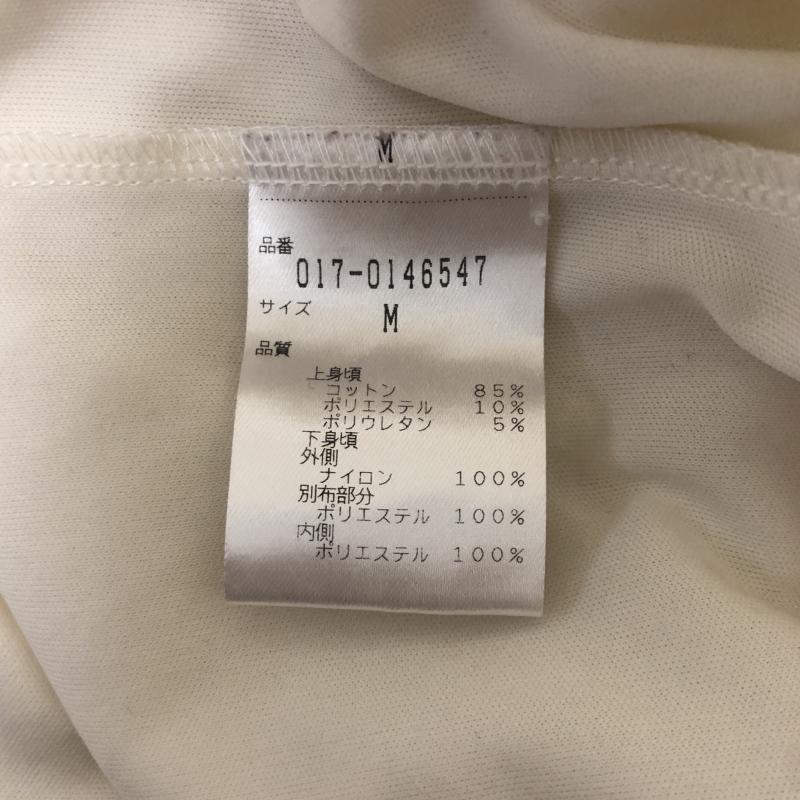 M
品番
017-0146547
サイズ
M
品質
上身頃
コットン 85%
ポリエステル 10%
ポリウレタン 5%
下身頃
外側
ナイロン 100%
別布部分
ポリエステル 100%
内側
ポリエステル 100%